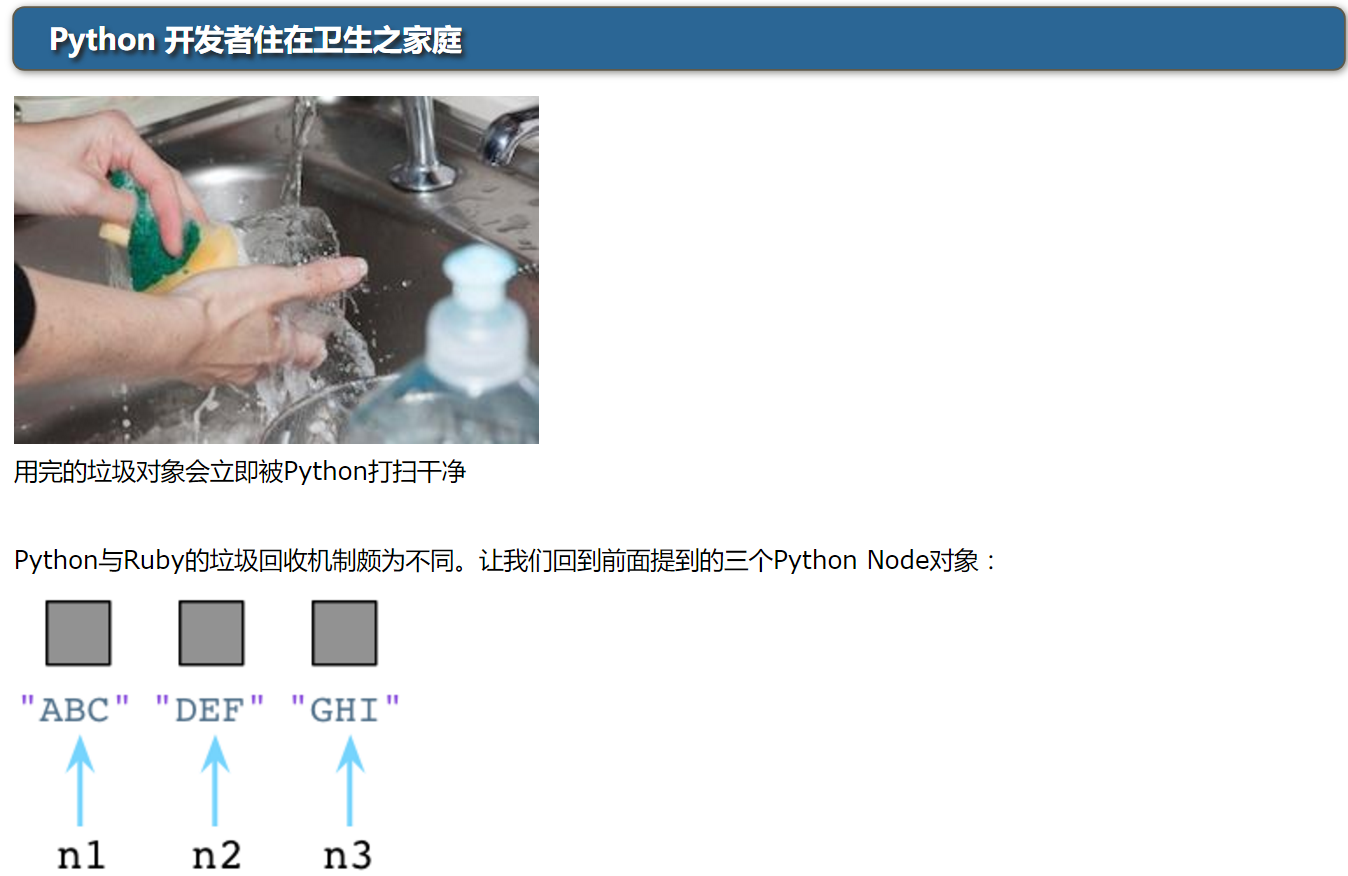 Python 开发者住在卫生之家庭
用完的垃圾对象会立即被Python打扫干净
Python与Ruby的垃圾回收机制颇为不同。让我们回到前面提到的三个Python Node对象：
"ABC" "DEF" "GHI"
n1 n2 n3